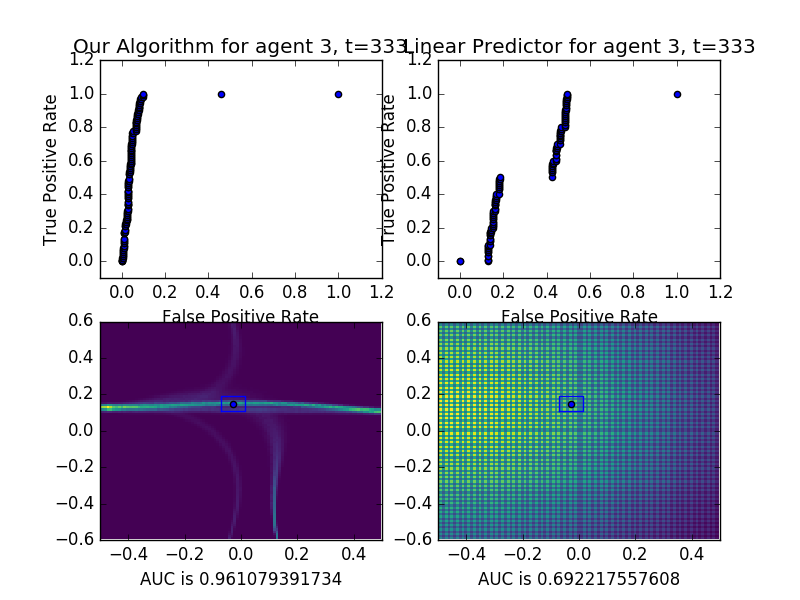 Our Algorithm for agent 3, t=333
Linear Predictor for agent 3, t=333
1.2
1.0
0.8
0.6
0.4
0.2
0.0
True Positive Rate
0.0 0.2 0.4 0.6 0.8 1.0 1.2
False Positive Rate
1.2
1.0
0.8
0.6
0.4
0.2
0.0
True Positive Rate
0.0 0.2 0.4 0.6 0.8 1.0 1.2
False Positive Rate
0.6
0.4
0.2
0.0
−0.2
−0.4
−0.6
−0.4 −0.2 0.0 0.2 0.4
AUC is 0.961079391734
0.6
0.4
0.2
0.0
−0.2
−0.4
−0.6
−0.4 −0.2 0.0 0.2 0.4
AUC is 0.692217557608